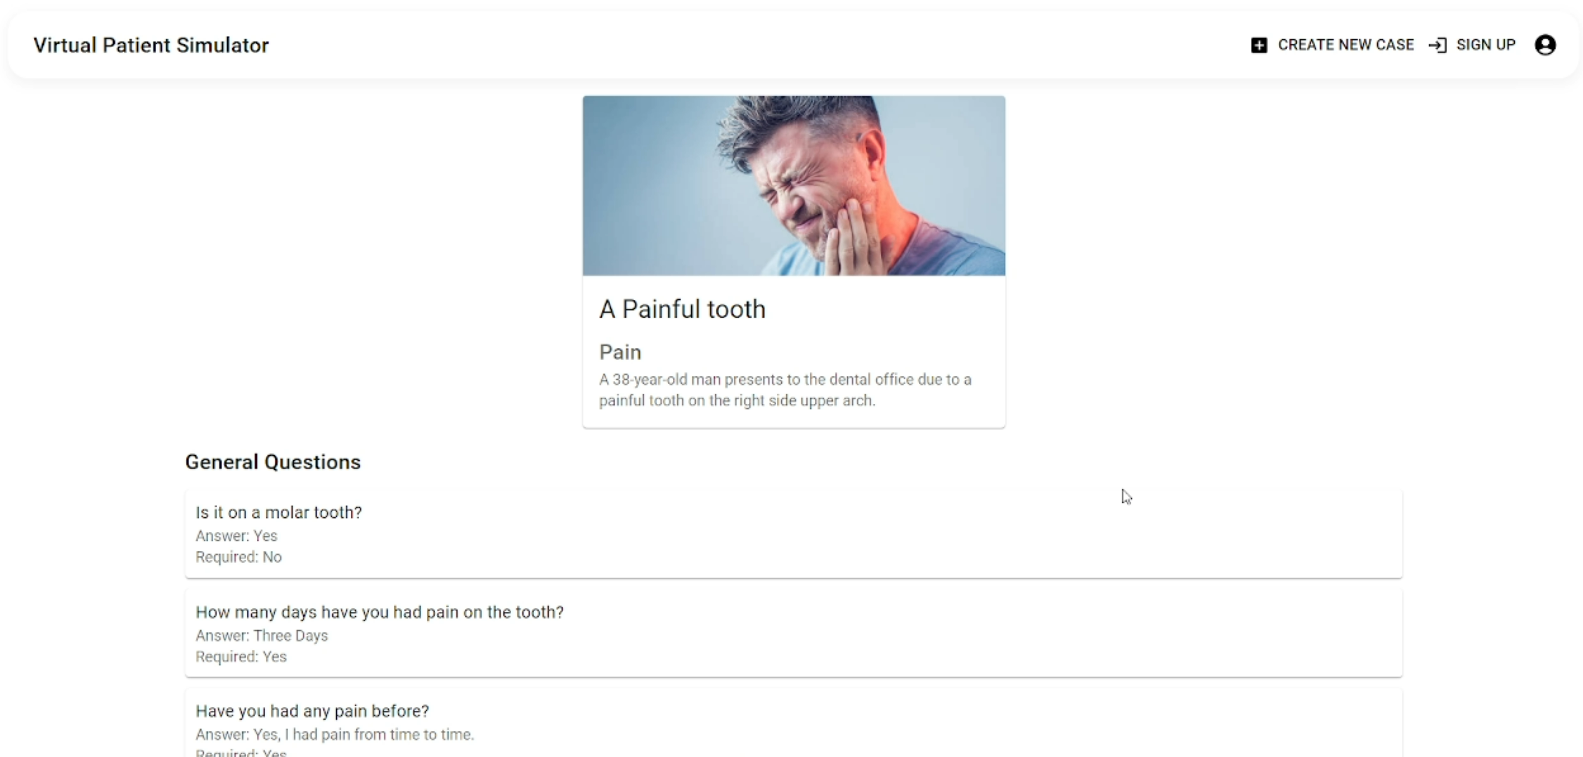 Virtual Patient Simulator
CREATE NEW CASE
SIGN UP
A Painful tooth
Pain
A 38-year-old man presents to the dental office due to a
painful tooth on the right side upper arch.
General Questions
Is it on a molar tooth?
Answer: Yes
Required: No
How many days have you had pain on the tooth?
Answer: Three Days
Required: Yes
Have you had any pain before?
Answer: Yes, I had pain from time to time.
Required: Yes